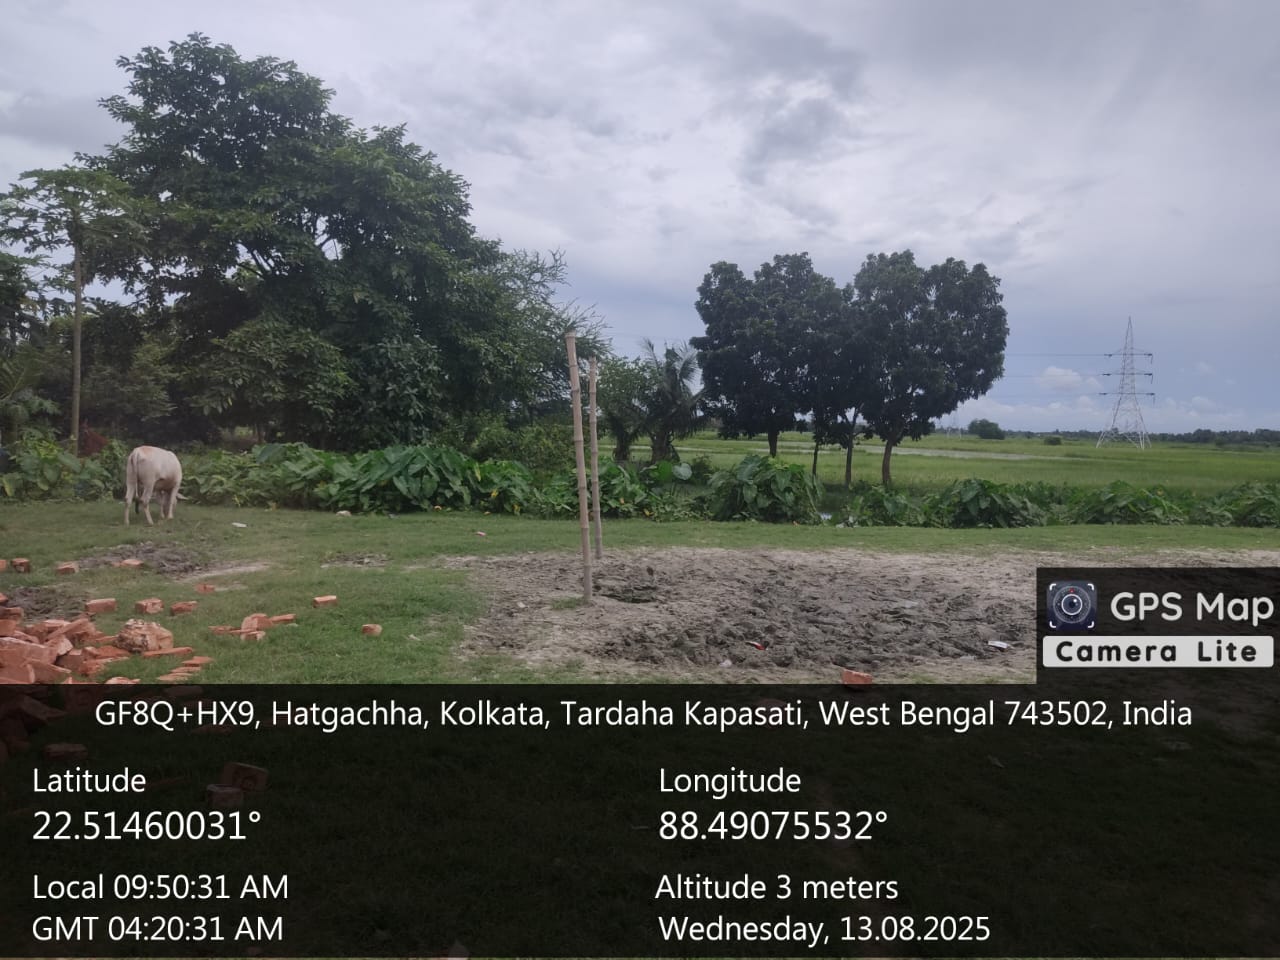 GPS Map
Camera Lite
GF8Q+HX9, Hatgachha, Kolkata, Tardaha Kapasati, West Bengal 743502, India
Latitude
22.51460031°
Longitude
88.49075532°
Local 09:50:31 AM
GMT 04:20:31 AM
Altitude 3 meters
Wednesday, 13.08.2025